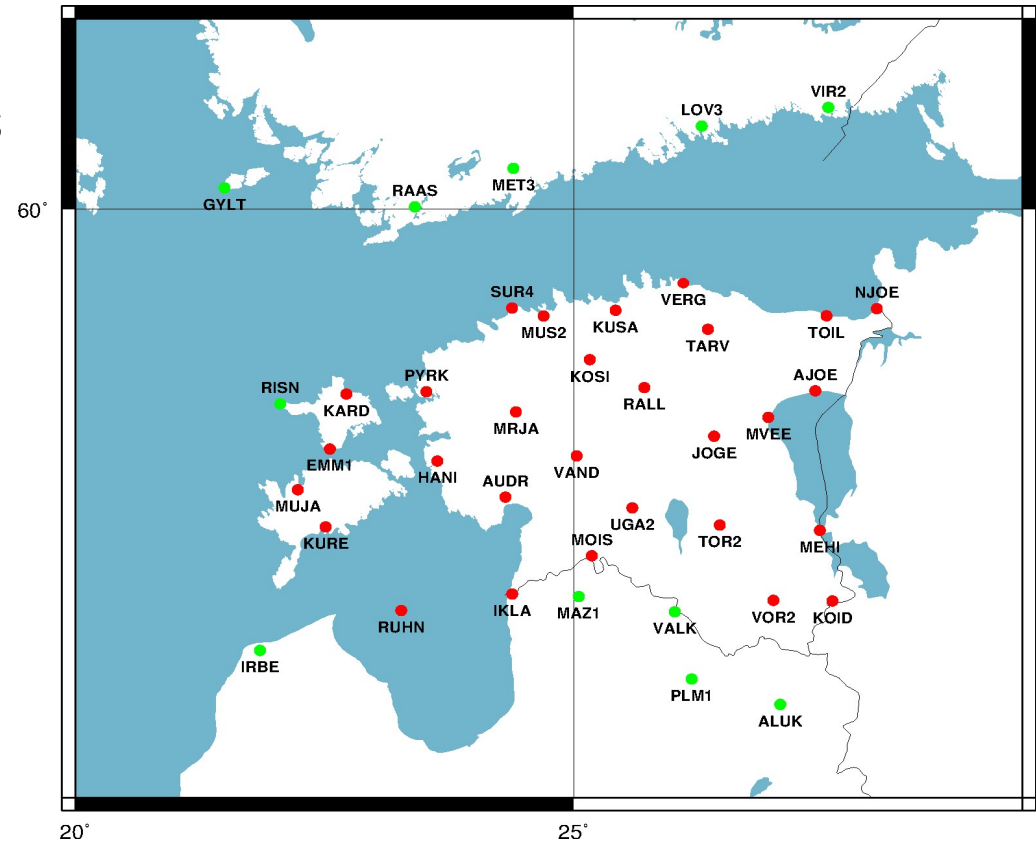 VIR2
LOV3
MET3
RAAS
GYLT
60°
VERG
NJOE
SUR4
MUS2
KUSA
TOIL
TARV
KOSI
PYRK
AJOE
RISN
KARD
RALL
MRJA
MVEE
JOGE
EMM1
HANI
VAND
AUDR
MUJA
UGA2
KURE
MOIS
TOR2
MEHI
IKLA
MAZ1
VALK
VOR2
KOID
RUHN
IRBE
PLM1
ALUK
20°
25°